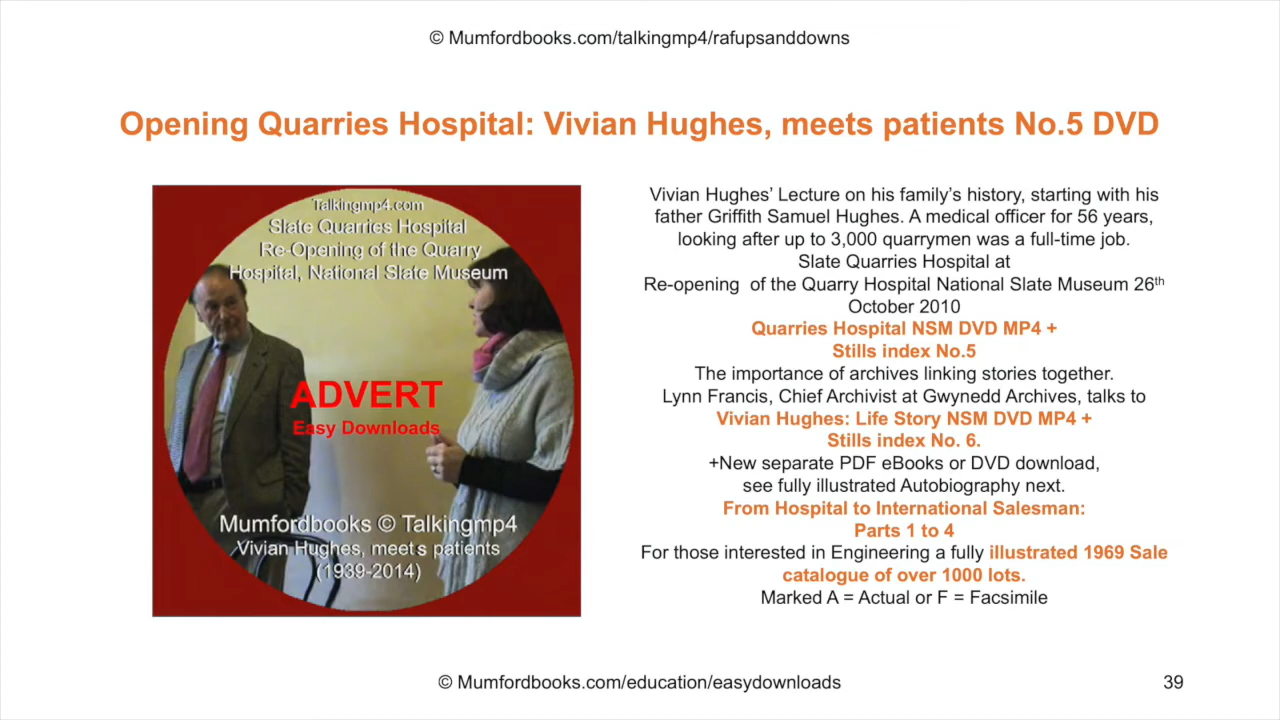 © Mumfordbooks.com/talkingmp4/rafupsanddowns
Opening Quarries Hospital: Vivian Hughes, meets patients No.5 DVD
Talkingmp4.com
Slate Quarries Hospital
Re-Opening of the Quarry
Hospital, National Slate Museum
ADVERT
Easy Downloads
Mumfordbooks © Talkingmp4
Vivian Hughes, meets patients
(1939-2014)
Vivian Hughes’ Lecture on his family’s history, starting with his
father Griffith Samuel Hughes. A medical officer for 56 years,
looking after up to 3,000 quarrymen was a full-time job.
Slate Quarries Hospital at
Re-opening of the Quarry Hospital National Slate Museum 26th
October 2010
Quarries Hospital NSM DVD MP4 +
Stills index No.5
The importance of archives linking stories together.
Lynn Francis, Chief Archivist at Gwynedd Archives, talks to
Vivian Hughes: Life Story NSM DVD MP4 +
Stills index No. 6.
+New separate PDF eBooks or DVD download,
see fully illustrated Autobiography next.
From Hospital to International Salesman:
Parts 1 to 4
For those interested in Engineering a fully illustrated 1969 Sale
catalogue of over 1000 lots.
Marked A = Actual or F = Facsimile
© Mumfordbooks.com/education/easydownloads
39